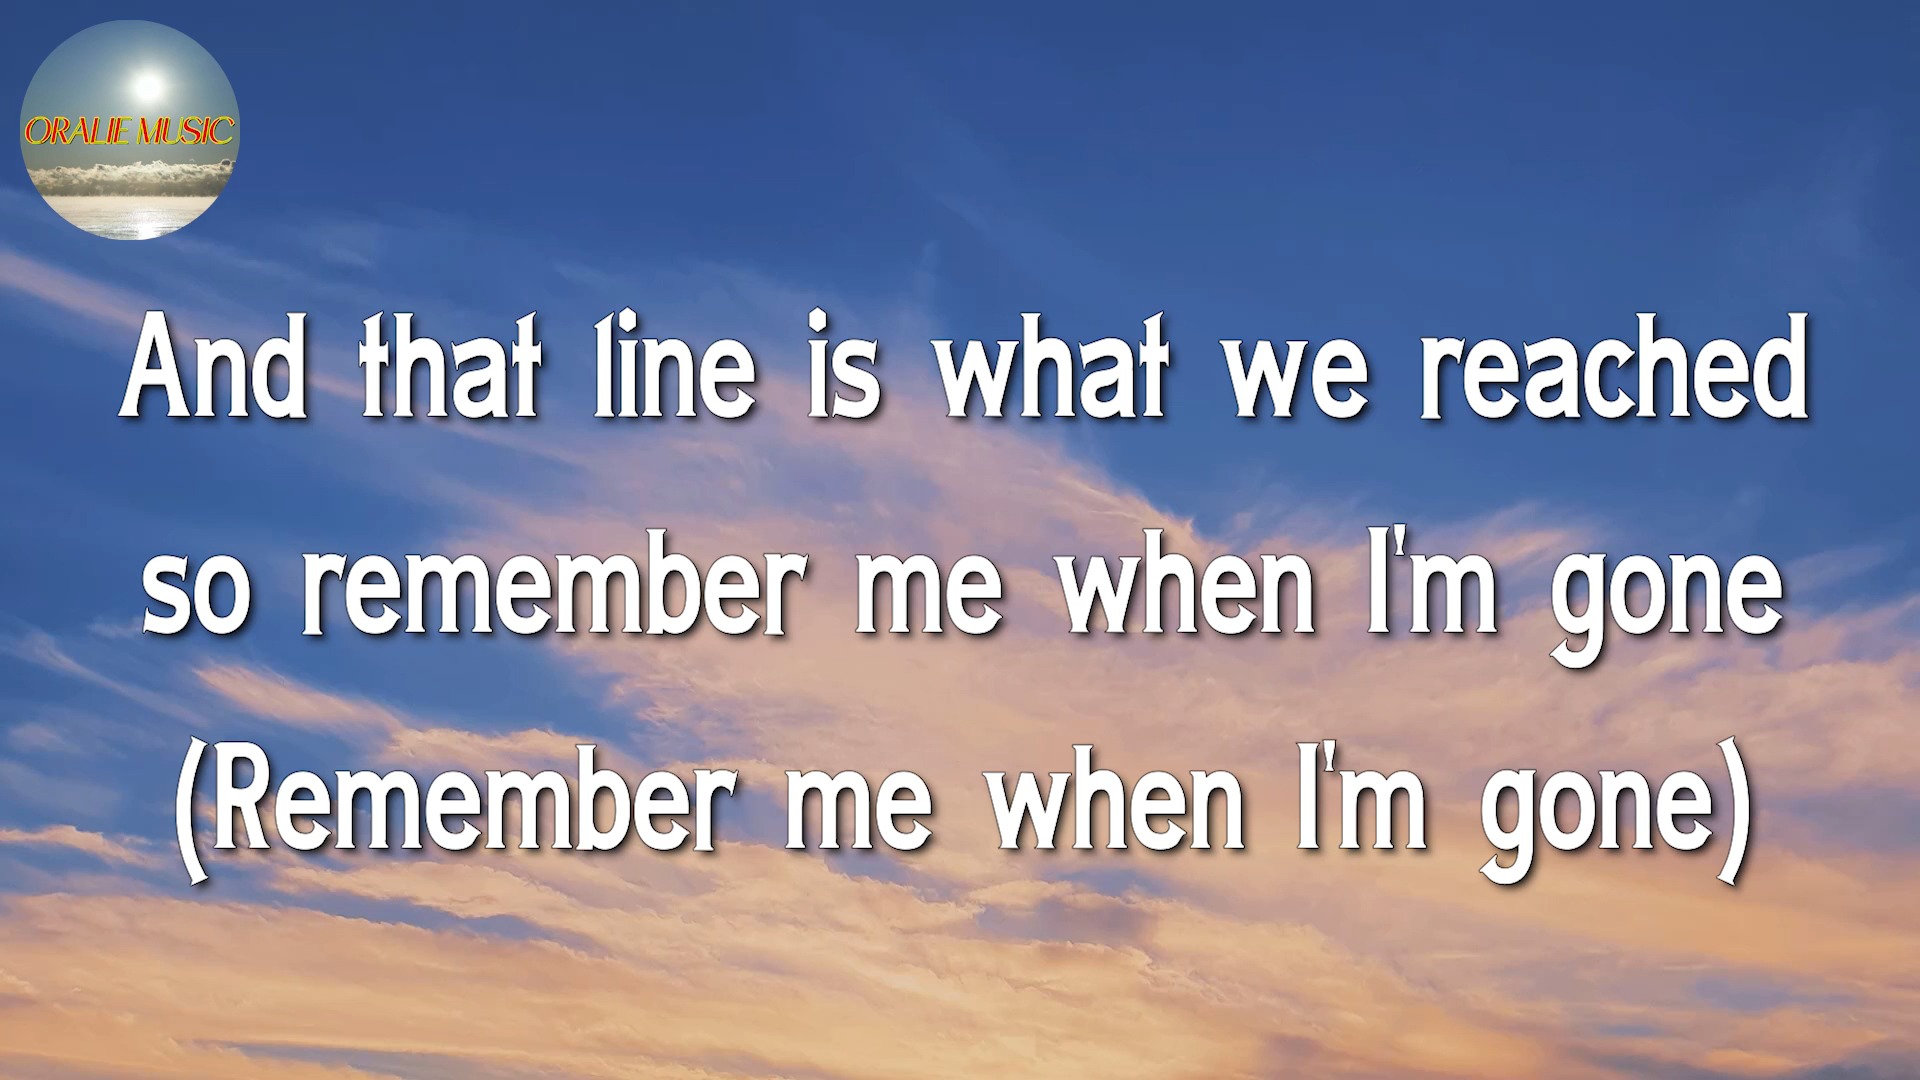 ORALIE MUSIC
And that line is what we reached
so remember me when I'm gone
(Remember me when I'm gone)